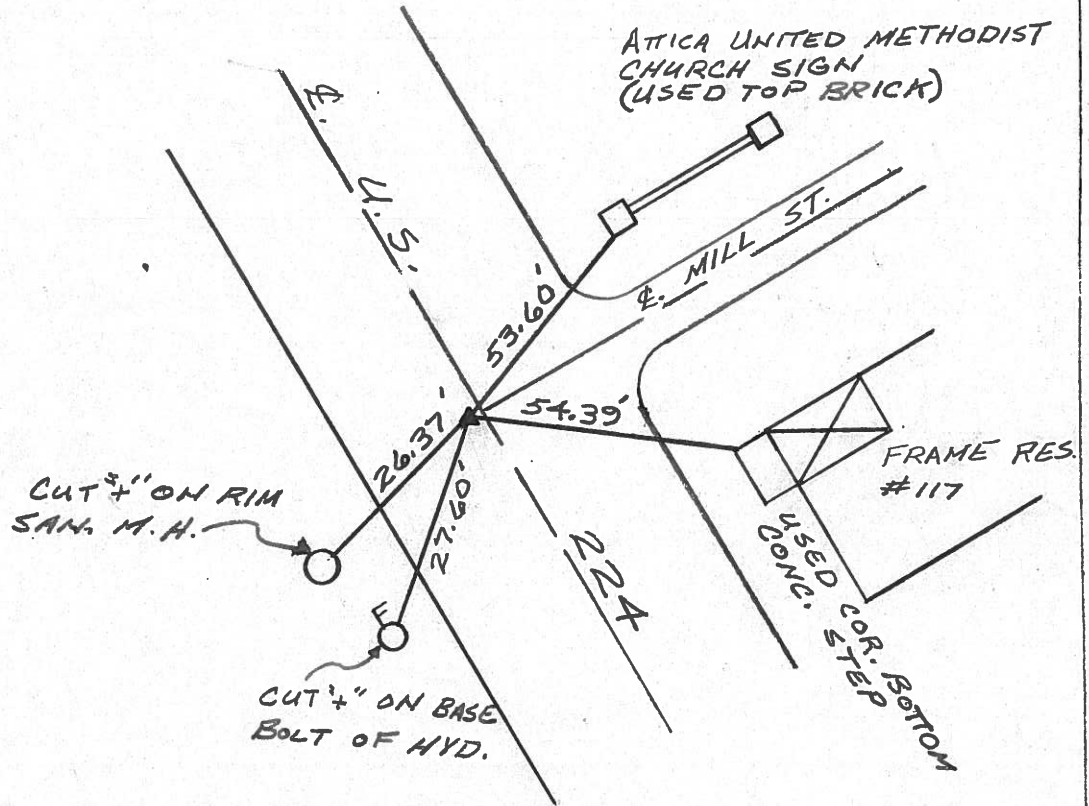 ATTICA UNITED METHODIST
CHURCH SIGN
(USED TOP BRICK)
℄. U.S. 224
℄. MILL ST.
53.60'
54.39'
26.37'
27.60'
CUT "+" ON RIM
SAN. M.H.
FRAME RES.
#117
USED COR. BOTTOM
CONC. STEP
CUT "+" ON BASE
BOLT OF HYD.